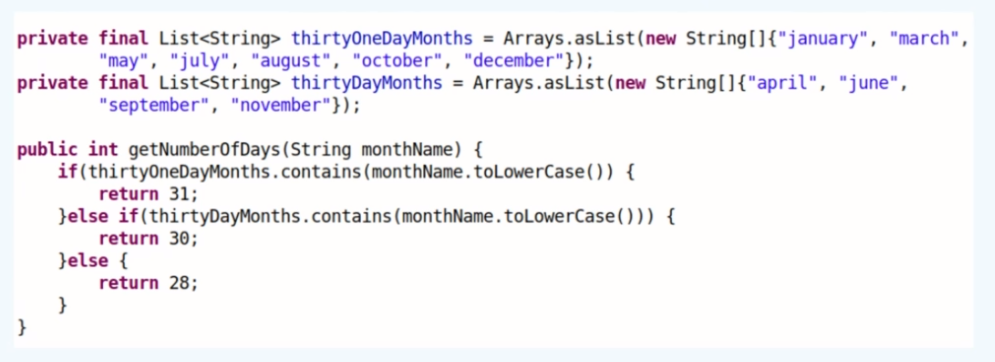 private final List<String> thirtyOneDayMonths = Arrays.asList(new String[]{"january", "march",
"may", "july", "august", "october", "december"});
private final List<String> thirtyDayMonths = Arrays.asList(new String[]{"april", "june",
"september", "november"});
public int getNumberOfDays(String monthName) {
if(thirtyOneDayMonths.contains(monthName.toLowerCase()) {
return 31;
}else if(thirtyDayMonths.contains(monthName.toLowerCase())) {
return 30;
}else {
return 28;
}
}